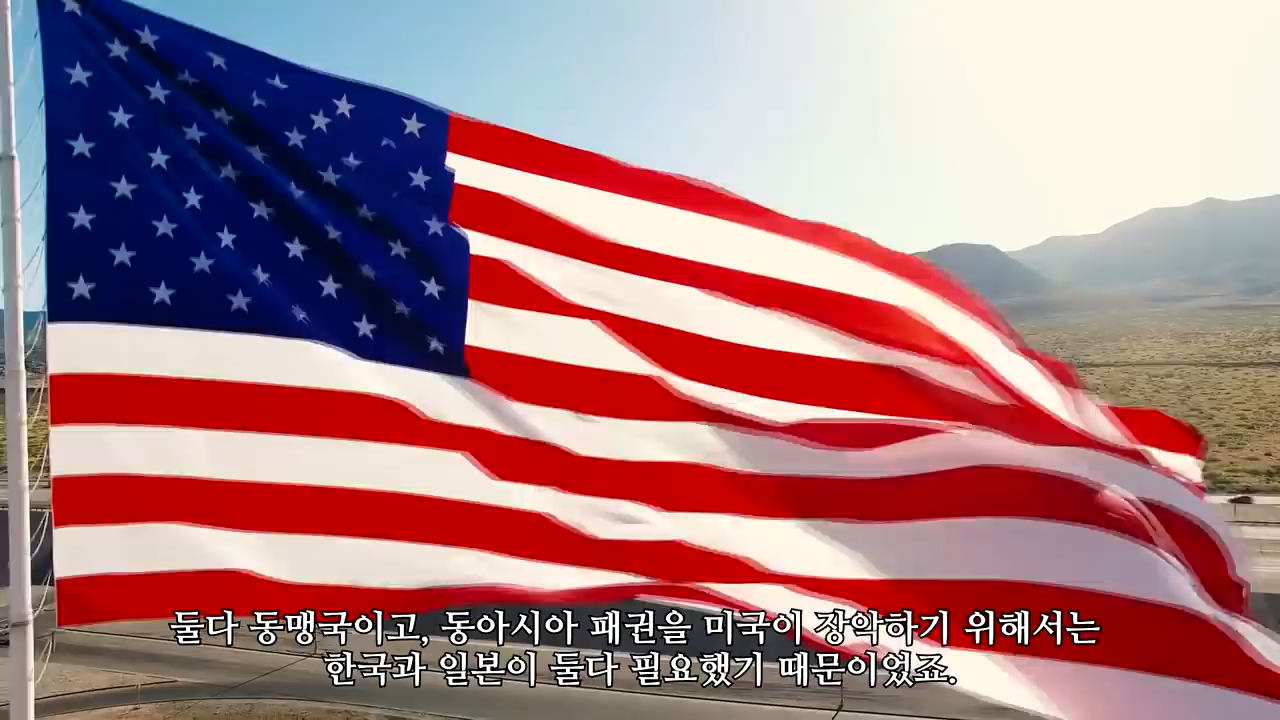 둘다 동맹국이고, 동아시아 패권을 미국이 장악하기 위해서는
한국과 일본이 둘다 필요했기 때문이었죠.